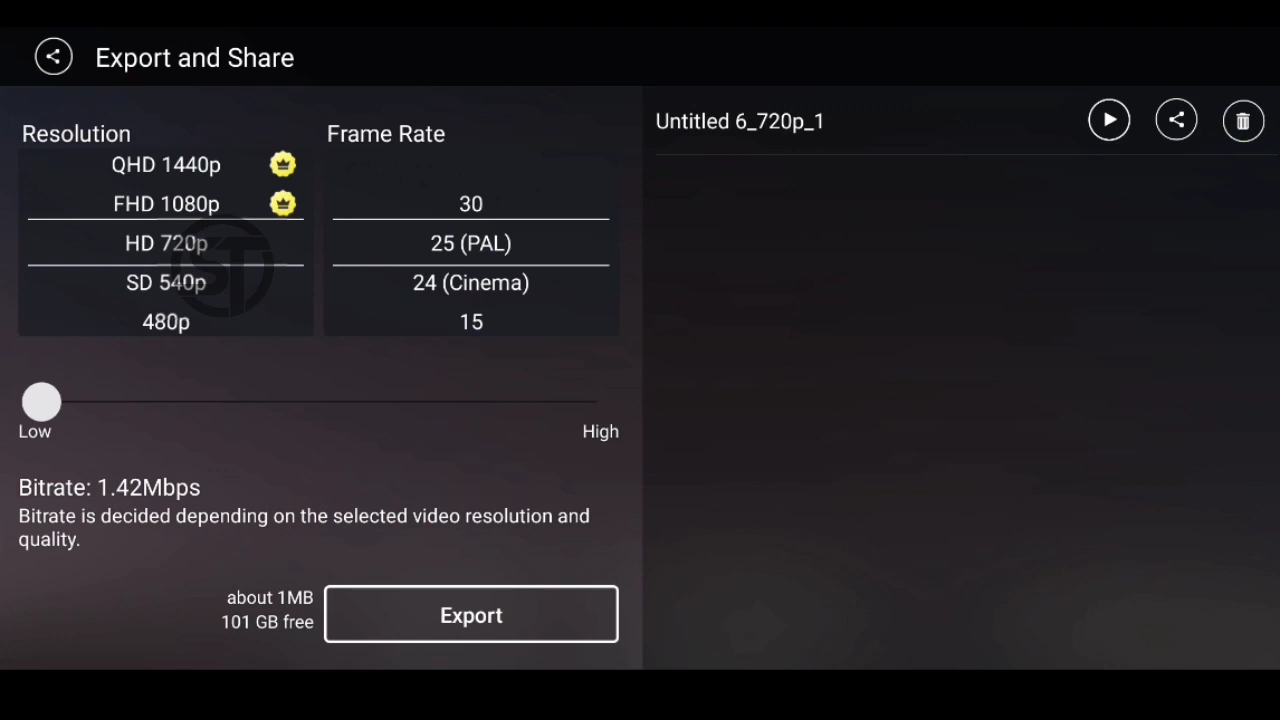 Export and Share
Resolution
Frame Rate
QHD 1440p
FHD 1080p
HD 720p
SD 540p
480p
30
25 (PAL)
24 (Cinema)
15
Low
High
Bitrate: 1.42Mbps
Bitrate is decided depending on the selected video resolution and
quality.
about 1MB
101 GB free
Export
Untitled 6_720p_1
ST